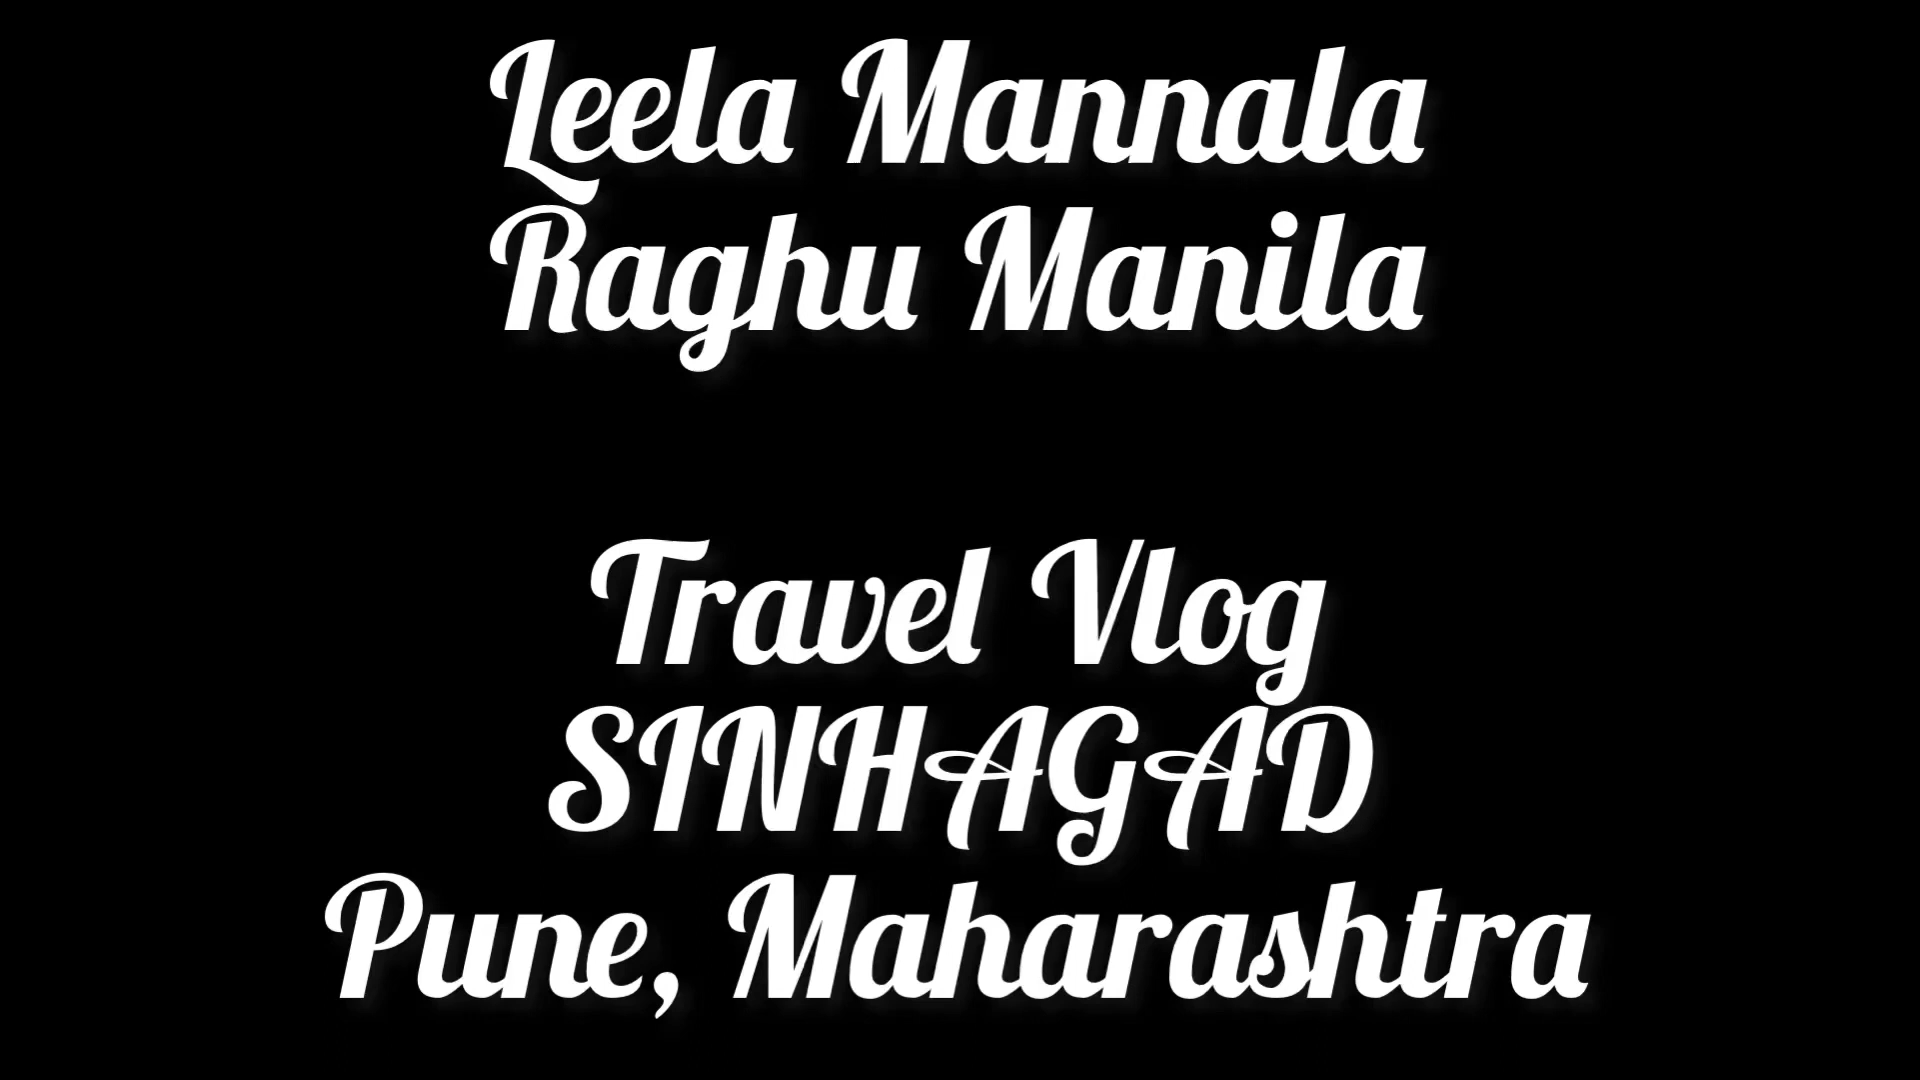 Leela Mannala
Raghu Manila
Travel Vlog
SINHAGAD
Pune, Maharashtra